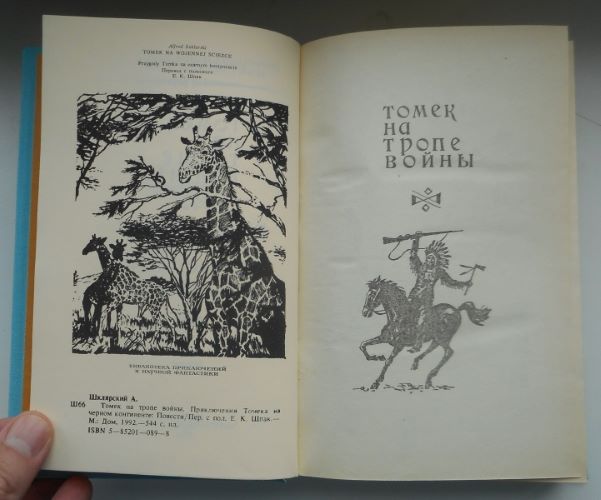 Alfred Szklarski
TOMEK NA WOJENNEJ ŚCIEŻCE
Przygody Tomka na czarnym kontynencie
Перевод с польского
Е. К. Шпак
БИБЛИОТЕКА ПРИКЛЮЧЕНИЙ
И НАУЧНОЙ ФАНТАСТИКИ
Шклярский А.
Ш66 Томек на тропе войны. Приключения Томека на
черном континенте: Повести/Пер. с пол. Е. К. Шпак.—
М.: Дом, 1992.—544 с. ил.
ISBN 5—85201—089—8
ТОМЕК
НА
ТРОПЕ
ВОЙНЫ